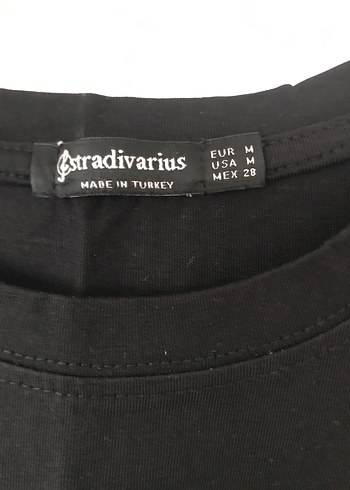 Stradivarius
MADE IN TURKEY
EUR M
USA M
MEX 28